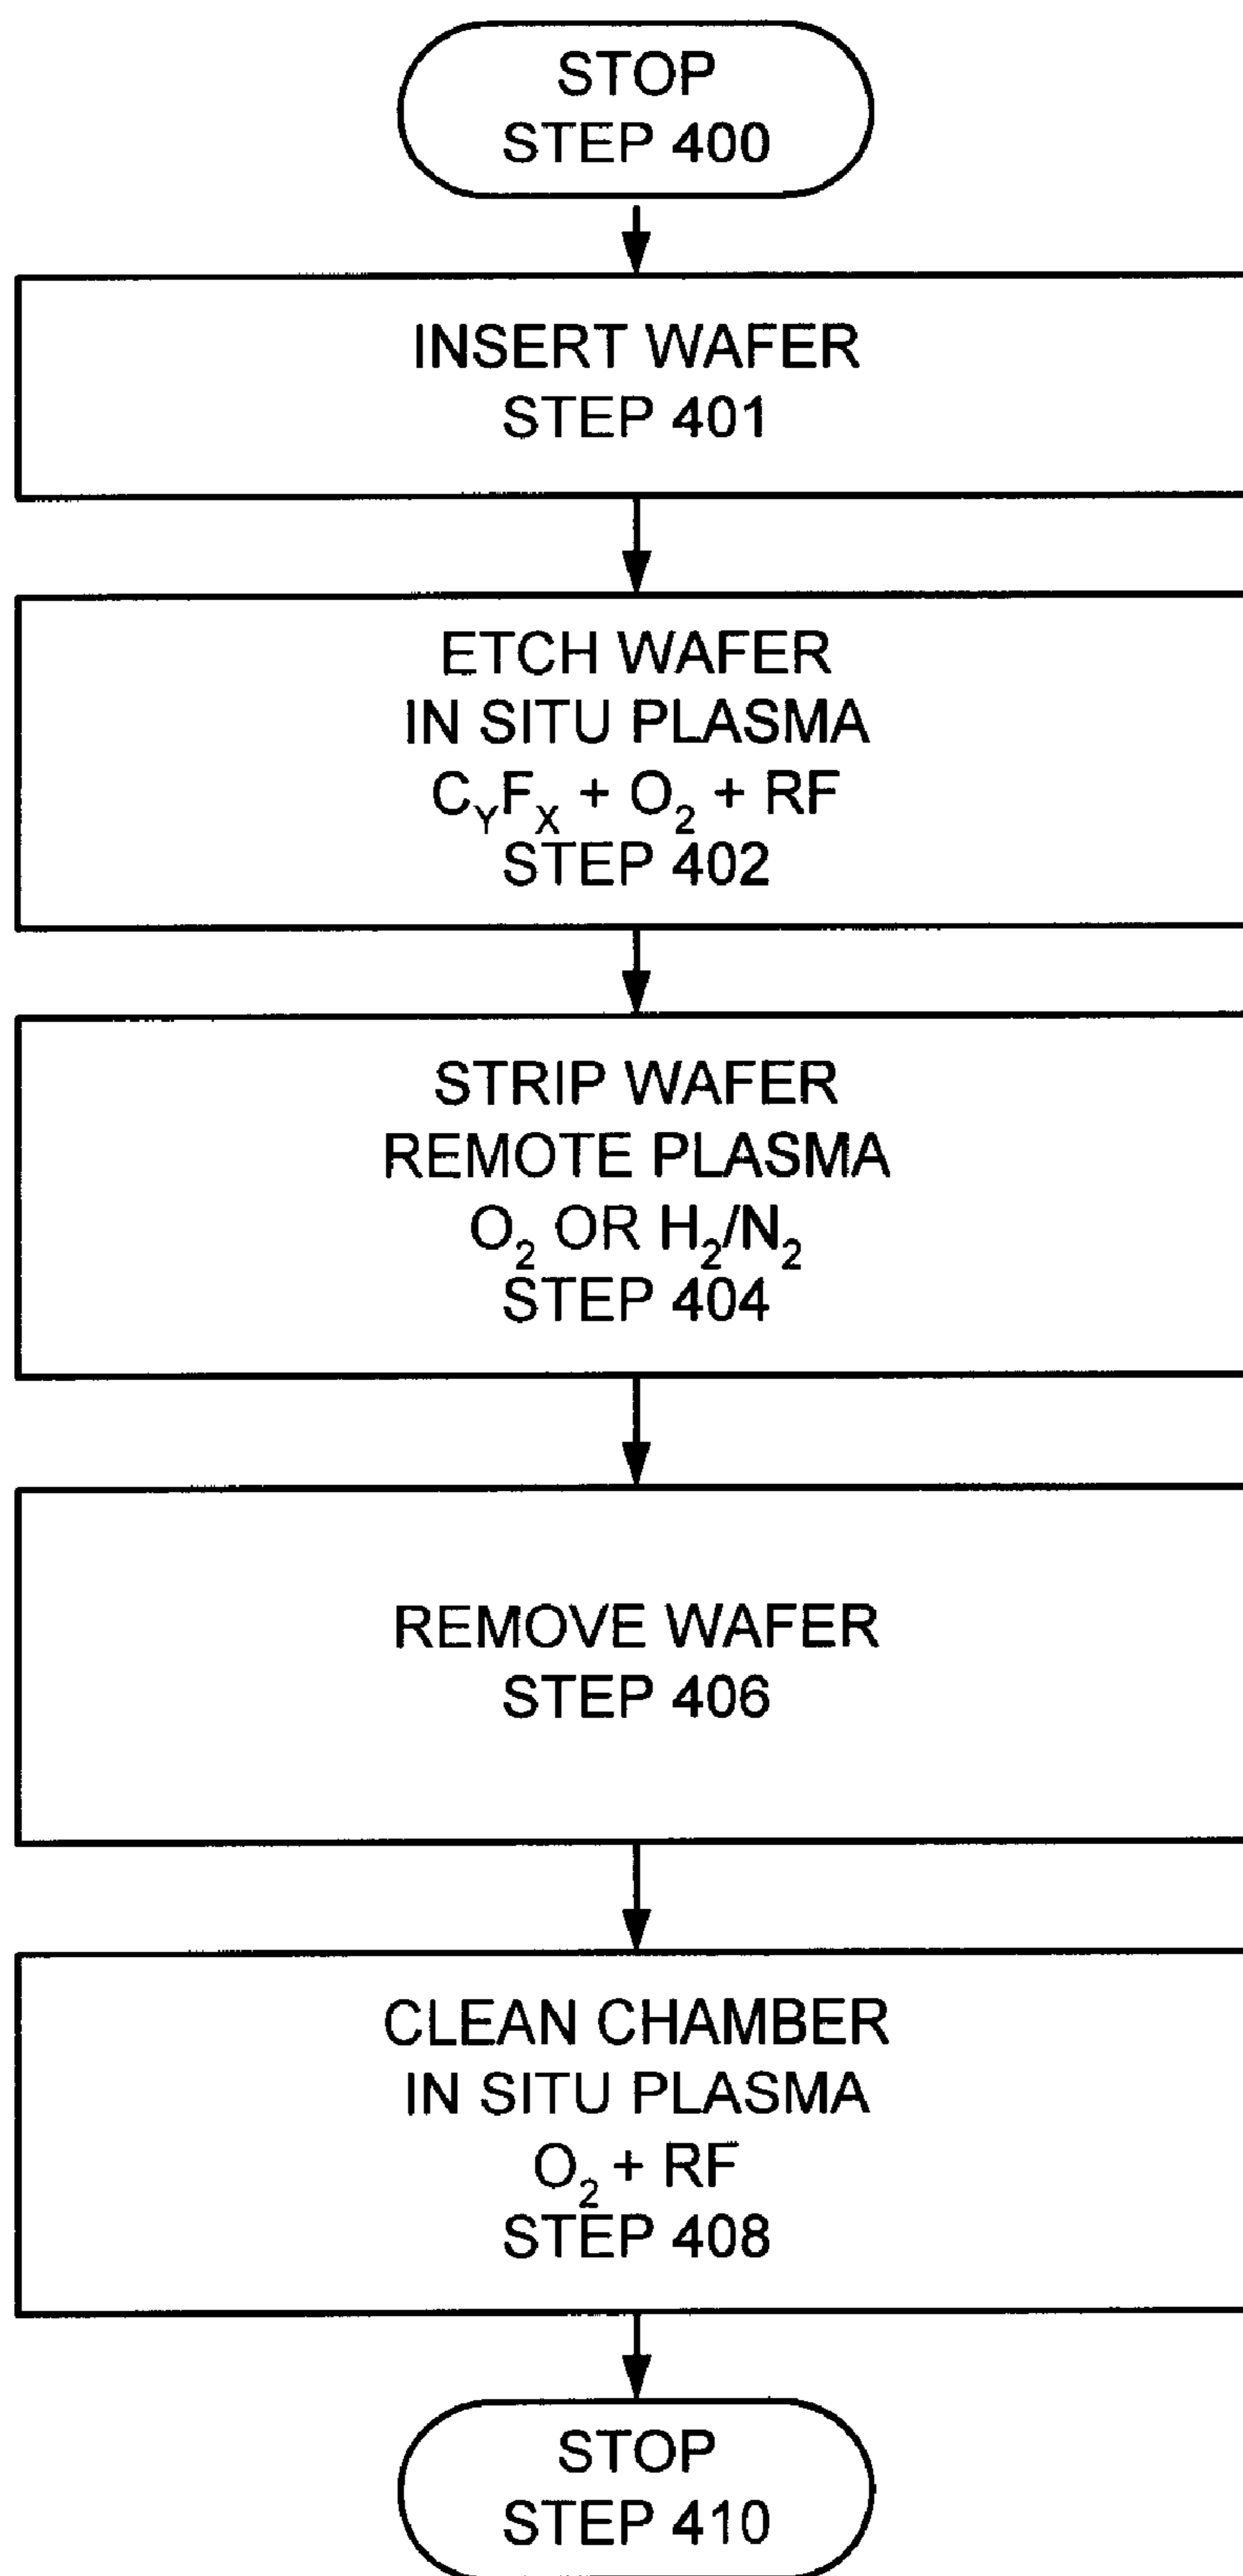 STOP
STEP 400
INSERT WAFER
STEP 401
ETCH WAFER
IN SITU PLASMA
C_YF_X + O₂ + RF
STEP 402
STRIP WAFER
REMOTE PLASMA
O₂ OR H₂/N₂
STEP 404
REMOVE WAFER
STEP 406
CLEAN CHAMBER
IN SITU PLASMA
O₂ + RF
STEP 408
STOP
STEP 410